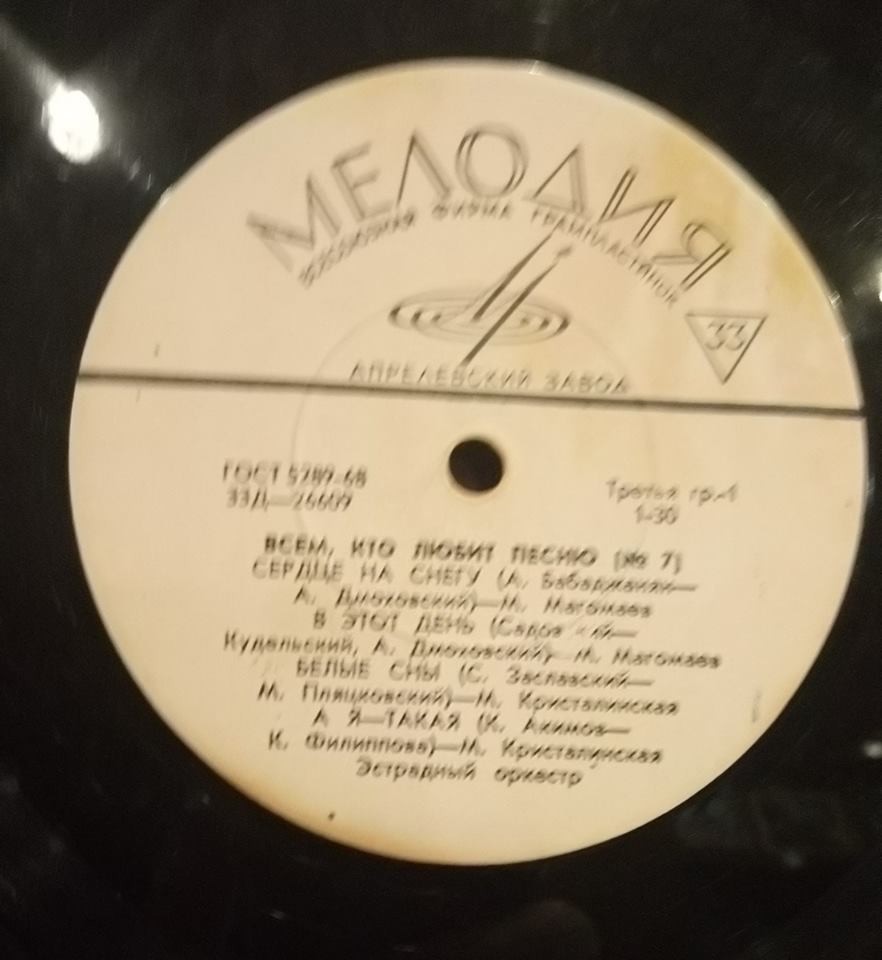 МЕЛОДИЯ
ВСЕСОЮЗНАЯ ФИРМА ГРАМПЛАСТИНОК
33
АПРЕЛЕВСКИЙ ЗАВОД
ГОСТ 5289-68
33Д—26609
Третья гр.-1
1-30
ВСЕМ, КТО ЛЮБИТ ПЕСНЮ (№ 7)
СЕРДЦЕ НА СНЕГУ (А. Бабаджанян—
А. Дмоховский)—М. Магомаев
В ЭТОТ ДЕНЬ (
Кудельский, А. Дмоховский)—М. Магомаев
БЕЛЫЕ СНЫ (С. Заславский—
М. Пляцковский)—М. Кристалинская
А Я—ТАКАЯ (К. Акимов—
К. Филиппова)—М. Кристалинская
Эстрадный оркестр